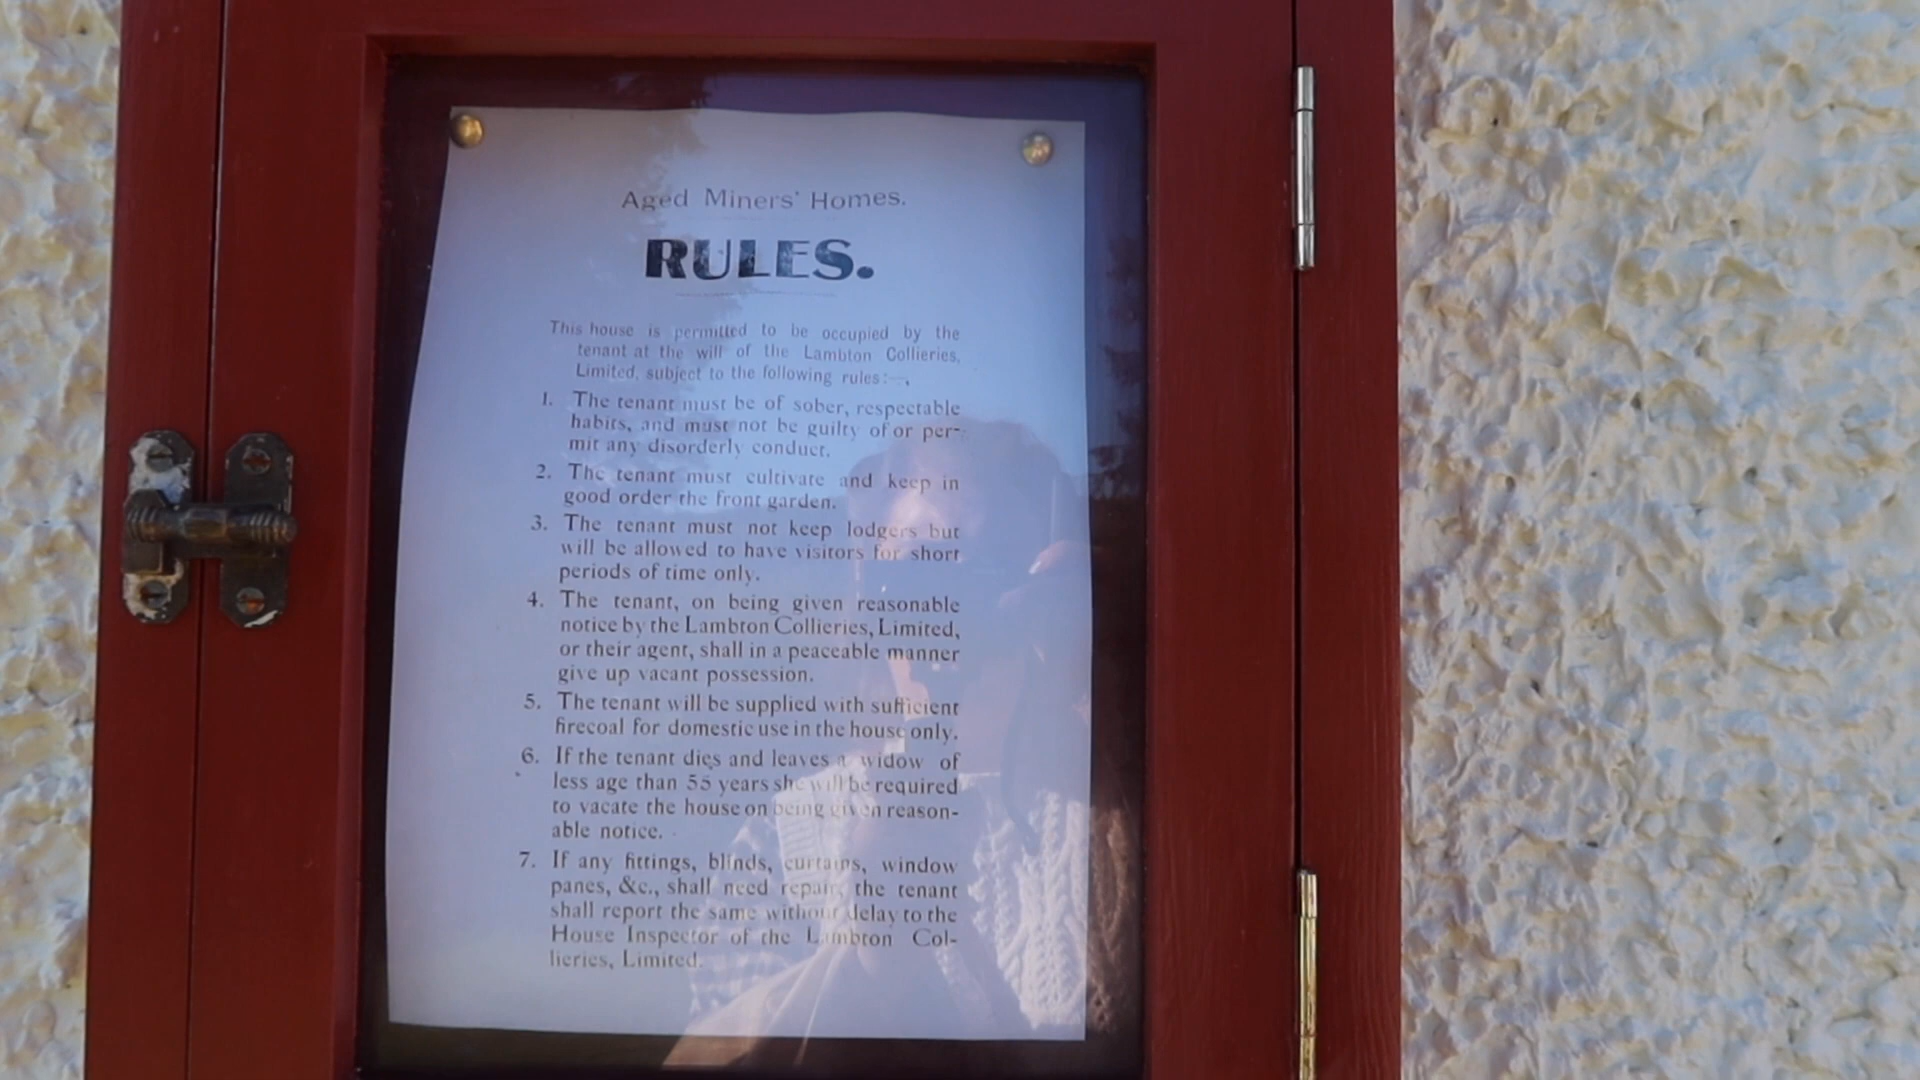 Aged Miners' Homes.
RULES.
This house is permitted to be occupied by the
tenant at the will of the Lambton Collieries,
Limited, subject to the following rules:—
1. The tenant must be of sober, respectable
habits, and must not be guilty of or per-
mit any disorderly conduct.
2. The tenant must cultivate and keep in
good order the front garden.
3. The tenant must not keep lodgers but
will be allowed to have visitors for short
periods of time only.
4. The tenant, on being given reasonable
notice by the Lambton Collieries, Limited,
or their agent, shall in a peaceable manner
give up vacant possession.
5. The tenant will be supplied with sufficient
firecoal for domestic use in the house only.
6. If the tenant dies and leaves a widow of
less age than 55 years she will be required
to vacate the house on being given reason-
able notice.
7. If any fittings, blinds, curtains, window
panes, &c., shall need repair, the tenant
shall report the same without delay to the
House Inspector of the Lambton Col-
lieries, Limited.